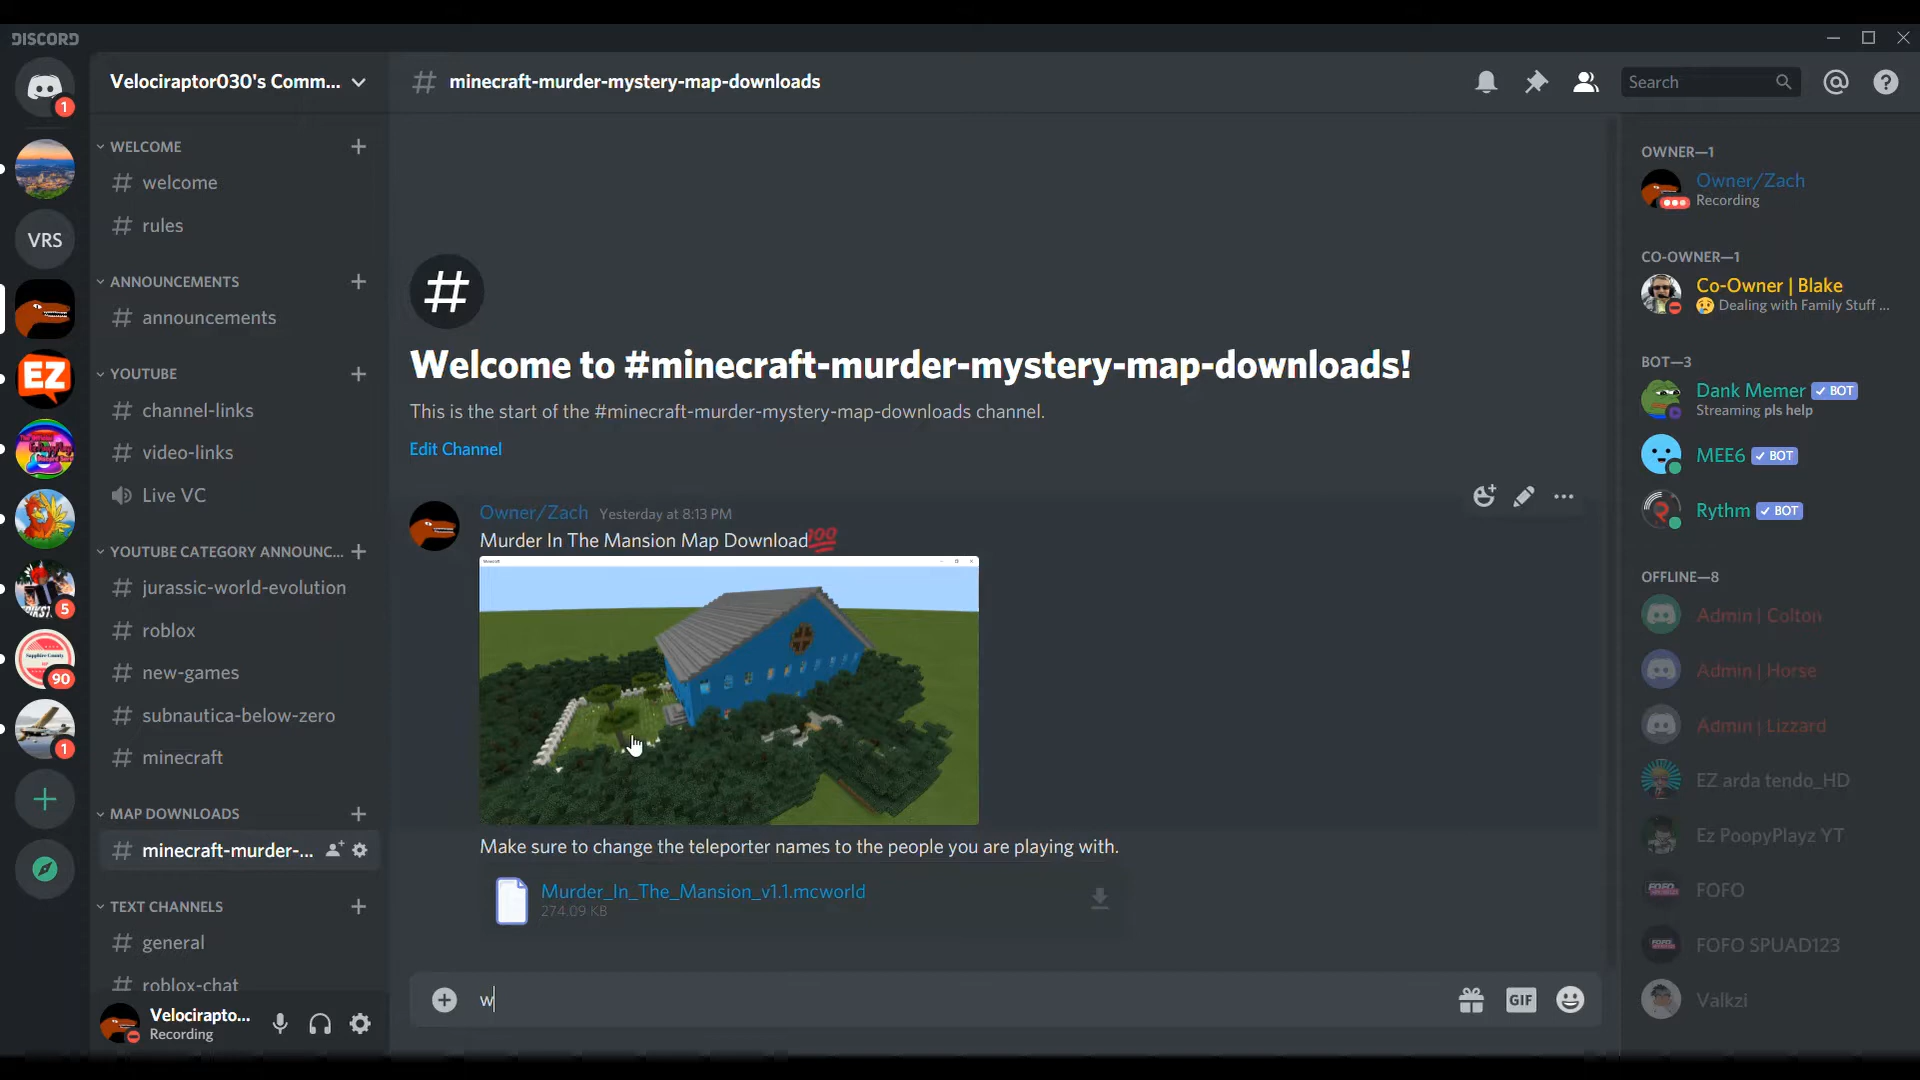 DISCORD
1
VRS
EZ
5
Sapphire County
90
1
Velociraptor030's Comm...
WELCOME
welcome
rules
ANNOUNCEMENTS
announcements
YOUTUBE
channel-links
video-links
Live VC
YOUTUBE CATEGORY ANNOUNC...
jurassic-world-evolution
roblox
new-games
subnautica-below-zero
minecraft
MAP DOWNLOADS
minecraft-murder-...
TEXT CHANNELS
general
roblox-chat
Velocirapto...
Recording
# minecraft-murder-mystery-map-downloads
Search
#
Welcome to #minecraft-murder-mystery-map-downloads!
This is the start of the #minecraft-murder-mystery-map-downloads channel.
Edit Channel
Owner/Zach Yesterday at 8:13 PM
Murder In The Mansion Map Download💯
Make sure to change the teleporter names to the people you are playing with.
Murder_In_The_Mansion_v1.1.mcworld
274.09 KB
w
GIF
OWNER—1
Owner/Zach
Recording
CO-OWNER—1
Co-Owner | Blake
😢 Dealing with Family Stuff ...
BOT—3
Dank Memer ✓ BOT
Streaming pls help
MEE6 ✓ BOT
Rythm ✓ BOT
OFFLINE—8
Admin | Colton
Admin | Horse
Admin | Lizzard
EZ arda tendo_HD
Ez PoopyPlayz YT
FOFO
FOFO SPUAD123
Valkzi